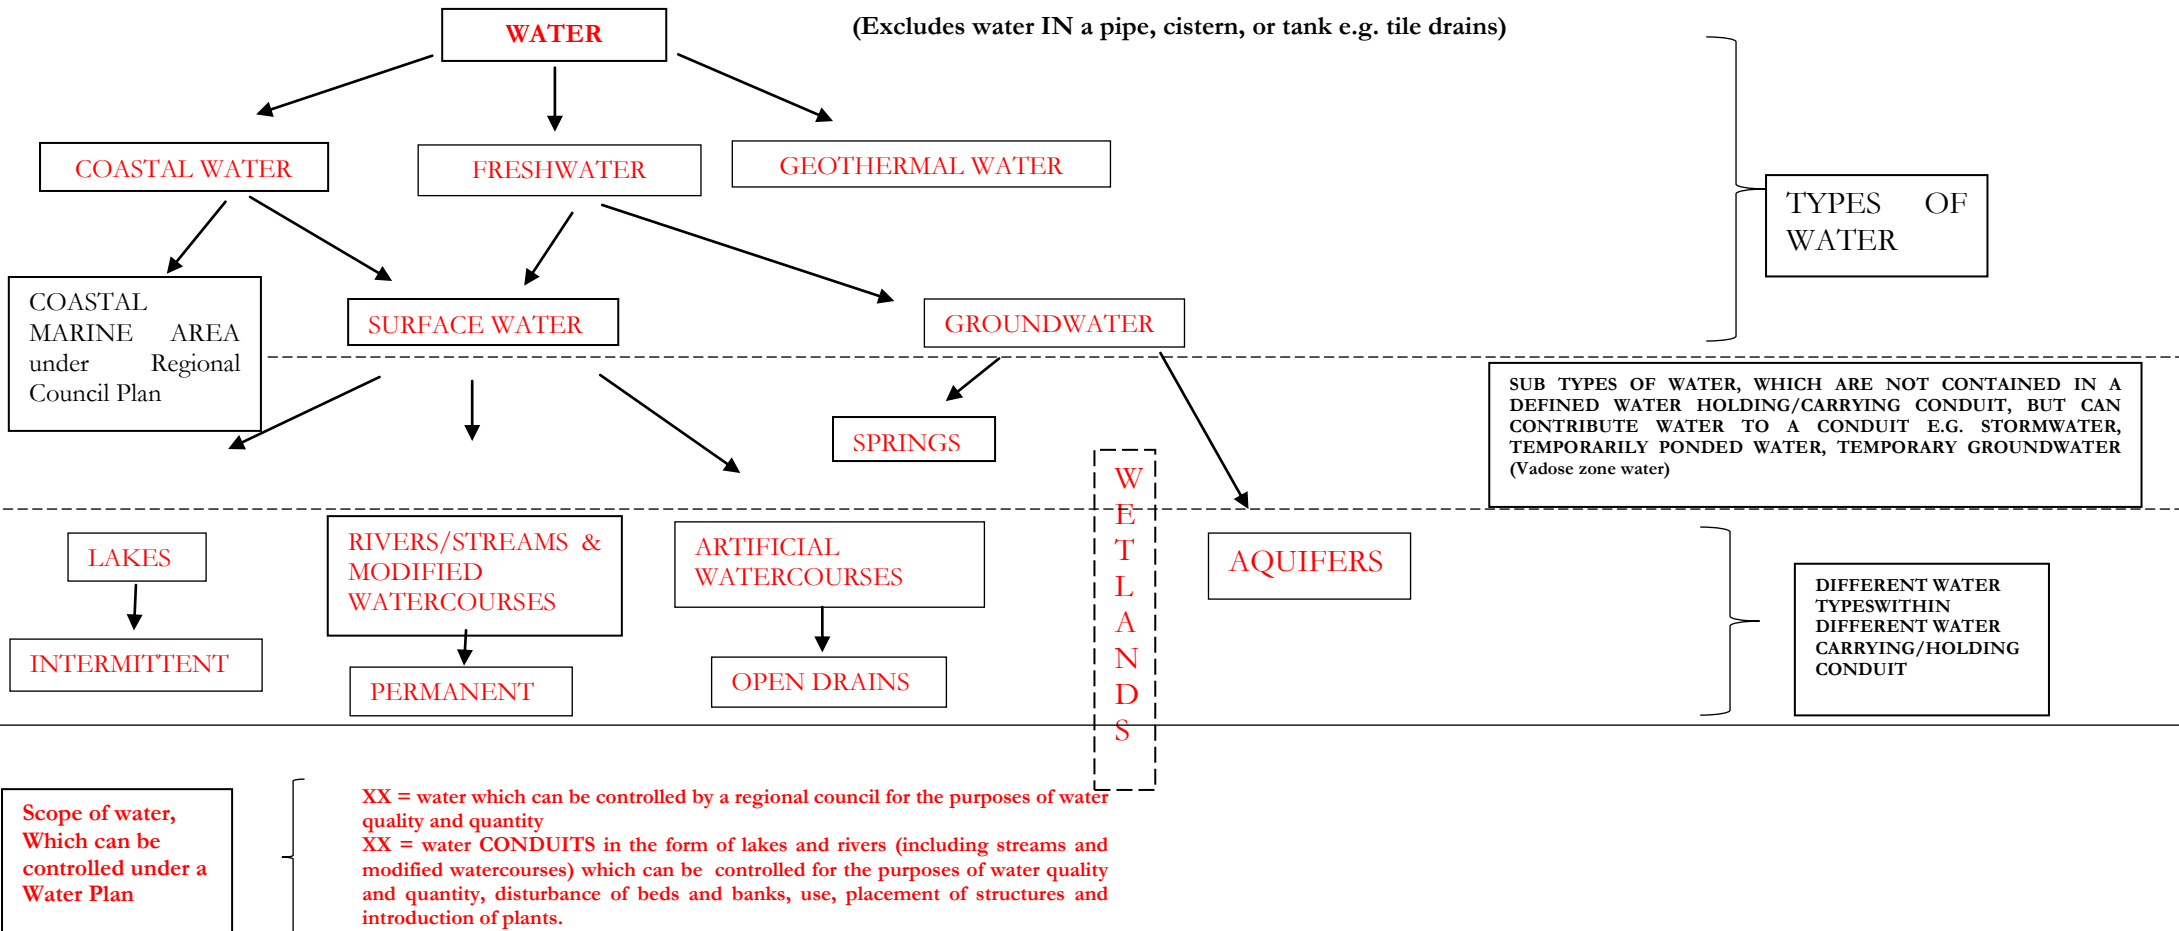 WATER
(Excludes water IN a pipe, cistern, or tank e.g. tile drains)
COASTAL WATER
FRESHWATER
GEOTHERMAL WATER
TYPES OF
WATER
COASTAL
MARINE AREA
under Regional
Council Plan
SURFACE WATER
GROUNDWATER
SUB TYPES OF WATER, WHICH ARE NOT CONTAINED IN A
DEFINED WATER HOLDING/CARRYING CONDUIT, BUT CAN
CONTRIBUTE WATER TO A CONDUIT E.G. STORMWATER,
TEMPORARILY PONDED WATER, TEMPORARY GROUNDWATER
(Vadose zone water)
SPRINGS
W
E
T
L
A
N
D
S
LAKES
RIVERS/STREAMS &
MODIFIED
WATERCOURSES
ARTIFICIAL
WATERCOURSES
AQUIFERS
DIFFERENT WATER
TYPESWITHIN
DIFFERENT WATER
CARRYING/HOLDING
CONDUIT
INTERMITTENT
PERMANENT
OPEN DRAINS
Scope of water,
Which can be
controlled under a
Water Plan
XX = water which can be controlled by a regional council for the purposes of water
quality and quantity
XX = water CONDUITS in the form of lakes and rivers (including streams and
modified watercourses) which can be controlled for the purposes of water quality
and quantity, disturbance of beds and banks, use, placement of structures and
introduction of plants.